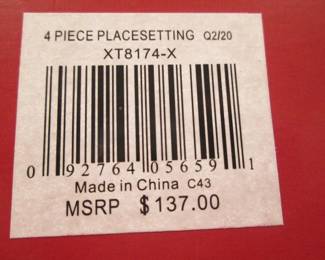 4 PIECE PLACESETTING Q2/20
XT8174-X
0 92764 05659 1
Made in China C43
MSRP $137.00